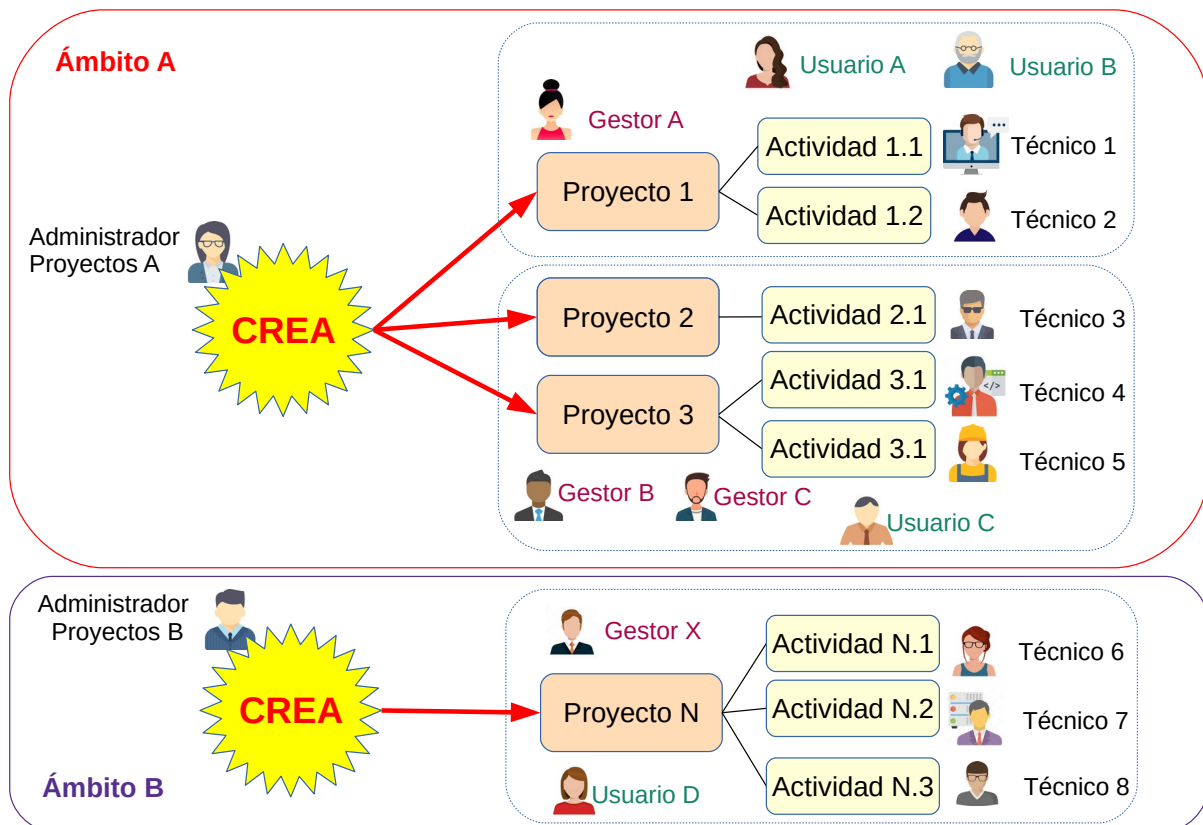 Ámbito A
Usuario A
Usuario B
Gestor A
Actividad 1.1
Técnico 1
Proyecto 1
Actividad 1.2
Técnico 2
Administrador
Proyectos A
CREA
Proyecto 2
Actividad 2.1
Técnico 3
Actividad 3.1
Técnico 4
Proyecto 3
Actividad 3.1
Técnico 5
Gestor B
Gestor C
Usuario C
Administrador
Proyectos B
Gestor X
Actividad N.1
Técnico 6
CREA
Proyecto N
Actividad N.2
Técnico 7
Ámbito B
Usuario D
Actividad N.3
Técnico 8